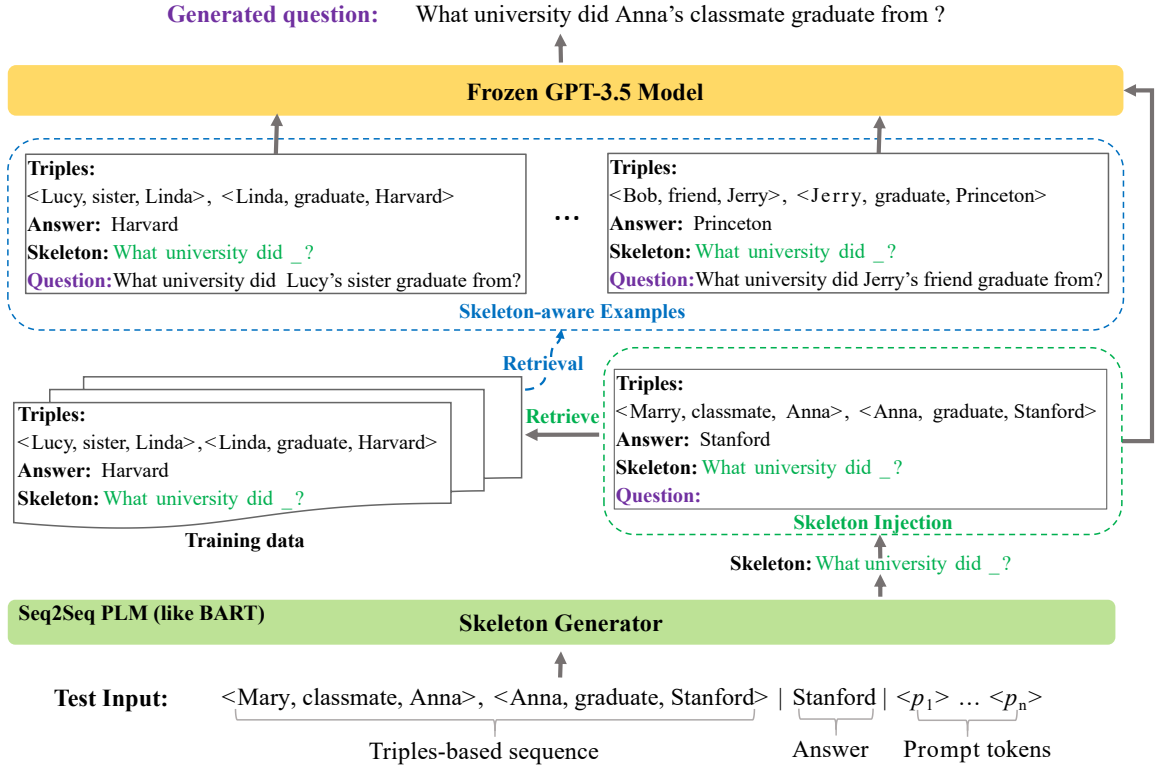 Generated question: What university did Anna's classmate graduate from ?
Frozen GPT-3.5 Model
Triples:
<Lucy, sister, Linda>, <Linda, graduate, Harvard>
Answer: Harvard
Skeleton: What university did _ ?
Question:What university did Lucy's sister graduate from?
...
Triples:
<Bob, friend, Jerry>, <Jerry, graduate, Princeton>
Answer: Princeton
Skeleton: What university did _ ?
Question:What university did Jerry's friend graduate from?
Skeleton-aware Examples
Retrieval
Retrieve
Triples:
<Lucy, sister, Linda>,<Linda, graduate, Harvard>
Answer: Harvard
Skeleton: What university did _ ?
Training data
Triples:
<Marry, classmate, Anna>, <Anna, graduate, Stanford>
Answer: Stanford
Skeleton: What university did _ ?
Question:
Skeleton Injection
Skeleton: What university did _ ?
Seq2Seq PLM (like BART)
Skeleton Generator
Test Input: <Mary, classmate, Anna>, <Anna, graduate, Stanford> | Stanford | <p1> ... <pn>
Triples-based sequence
Answer
Prompt tokens